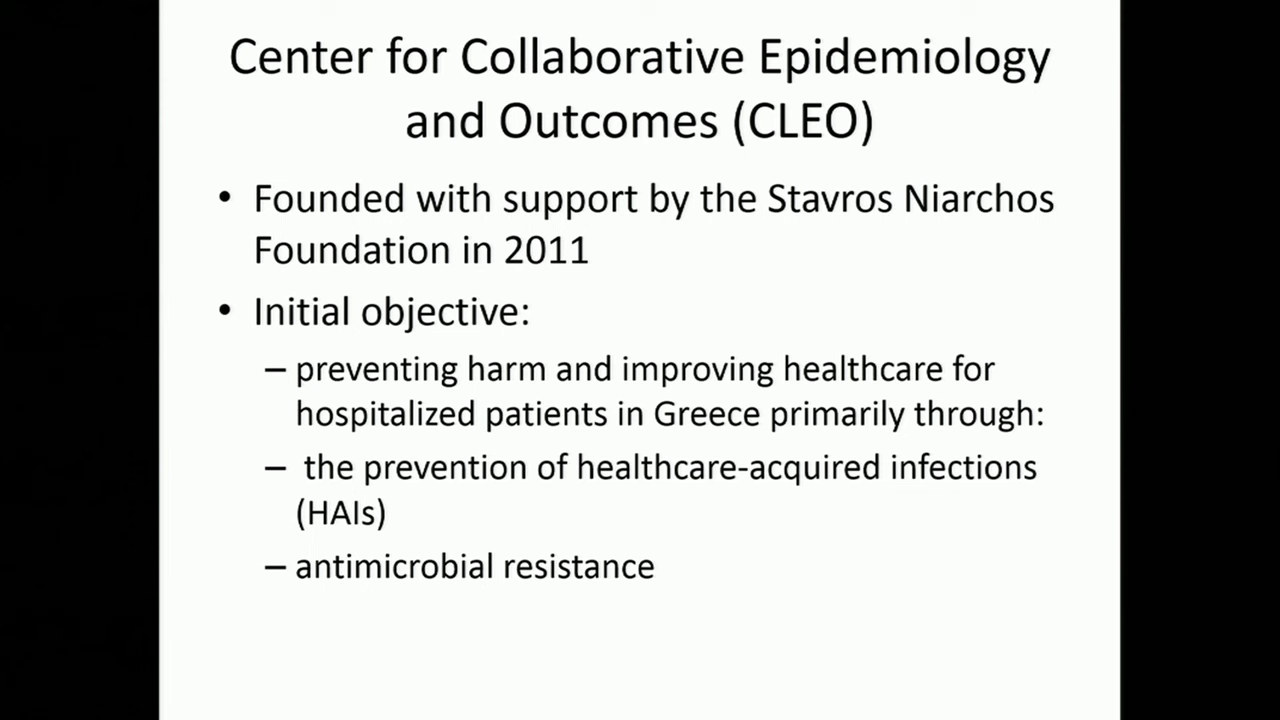 Center for Collaborative Epidemiology
and Outcomes (CLEO)
• Founded with support by the Stavros Niarchos
Foundation in 2011
• Initial objective:
– preventing harm and improving healthcare for
hospitalized patients in Greece primarily through:
– the prevention of healthcare-acquired infections
(HAIs)
– antimicrobial resistance